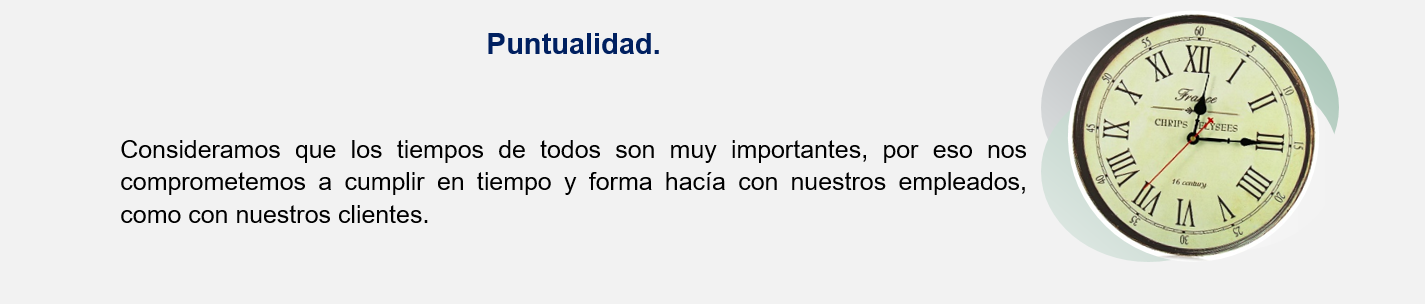 Puntualidad.
Consideramos que los tiempos de todos son muy importantes, por eso nos
comprometemos a cumplir en tiempo y forma hacía con nuestros empleados,
como con nuestros clientes.
60
55
5
50
10
45
15
40
20
35
25
30
XII
I
II
III
IIII
V
VI
VII
VIII
IX
X
XI
France
CHRIPS ELYSEES
16 century